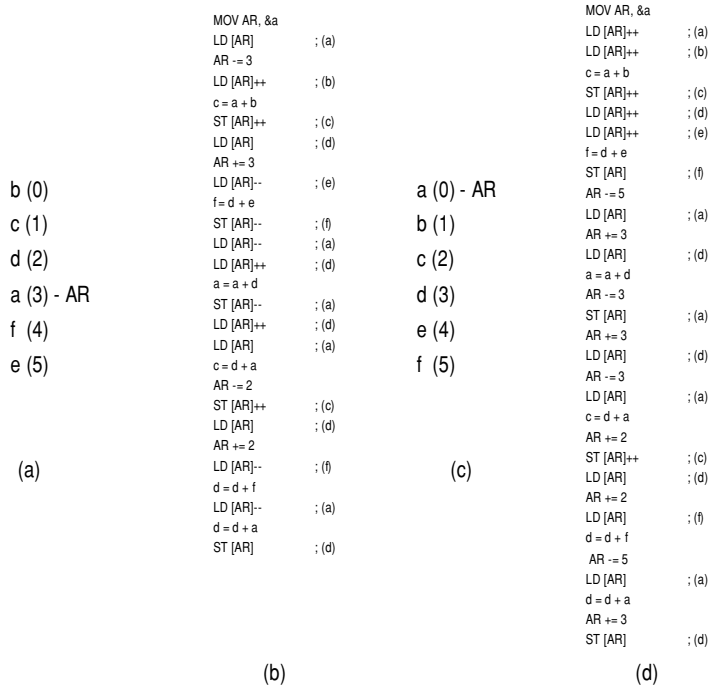 b (0)
c (1)
d (2)
a (3) - AR
f (4)
e (5)
(a)
MOV AR, &a
LD [AR] ; (a)
AR -= 3
LD [AR]++ ; (b)
c = a + b
ST [AR]++ ; (c)
LD [AR] ; (d)
AR += 3
LD [AR]-- ; (e)
f = d + e
ST [AR]-- ; (f)
LD [AR]-- ; (a)
LD [AR]++ ; (d)
a = a + d
ST [AR]-- ; (a)
LD [AR]++ ; (d)
LD [AR] ; (a)
c = d + a
AR -= 2
ST [AR]++ ; (c)
LD [AR] ; (d)
AR += 2
LD [AR]-- ; (f)
d = d + f
LD [AR]-- ; (a)
d = d + a
ST [AR] ; (d)
(b)
a (0) - AR
b (1)
c (2)
d (3)
e (4)
f (5)
(c)
MOV AR, &a
LD [AR]++ ; (a)
LD [AR]++ ; (b)
c = a + b
ST [AR]++ ; (c)
LD [AR]++ ; (d)
LD [AR]++ ; (e)
f = d + e
ST [AR] ; (f)
AR -= 5
LD [AR] ; (a)
AR += 3
LD [AR] ; (d)
a = a + d
AR -= 3
ST [AR] ; (a)
AR += 3
LD [AR] ; (d)
AR -= 3
LD [AR] ; (a)
c = d + a
AR += 2
ST [AR]++ ; (c)
LD [AR] ; (d)
AR += 2
LD [AR] ; (f)
d = d + f
AR -= 5
LD [AR] ; (a)
d = d + a
AR += 3
ST [AR] ; (d)
(d)